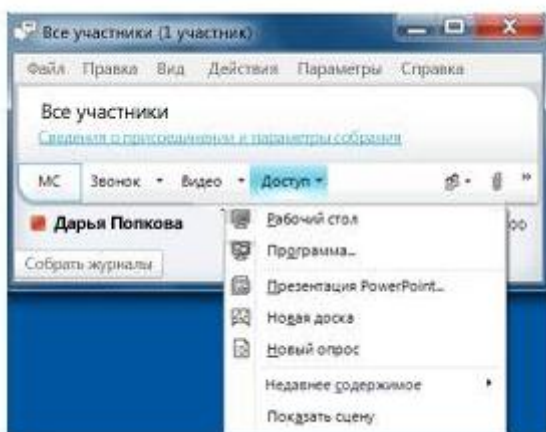 Все участники (1 участник)
Файл Правка Вид Действия Параметры Справка
Все участники
Сведения о присоединении и параметры собрания
МС Звонок Видео Доступ
Дарья Попкова
Собрать журналы
Рабочий стол
Программа...
Презентация PowerPoint...
Новая доска
Новый опрос
Недавнее содержимое
Показать сцену